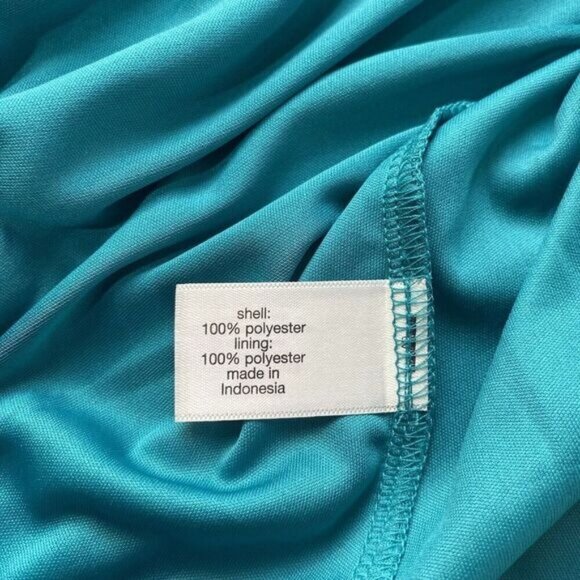 shell:
100% polyester
lining:
100% polyester
made in
Indonesia